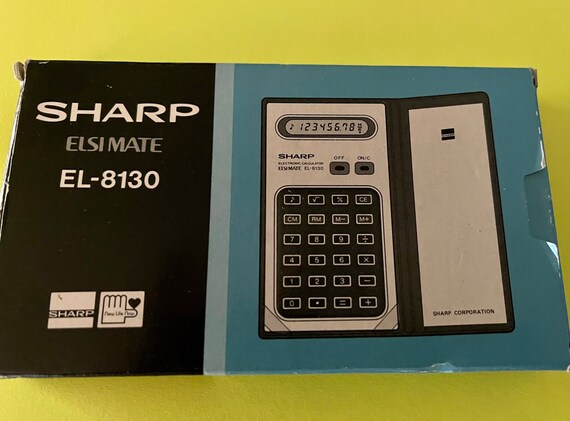 SHARP
ELSI MATE
EL-8130
SHARP
New Life Now
♪ 12345678
SHARP
ELECTRONIC CALCULATOR
ELSI MATE EL-8130
OFF ON/C
♪ √ % CE
CM RM M− M+
7 8 9 ÷
4 5 6 ×
1 2 3 −
0 • = +
SHARP CORPORATION